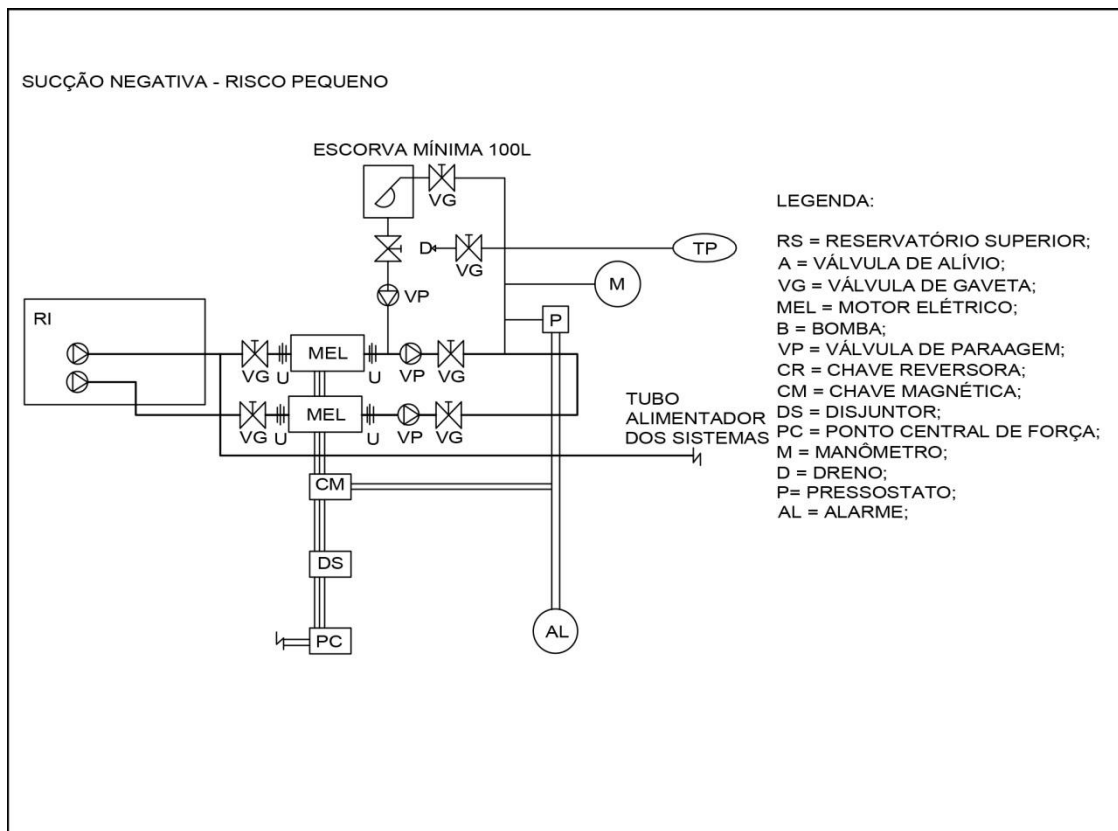 SUCÇÃO NEGATIVA - RISCO PEQUENO
ESCORVA MÍNIMA 100L
VG
D
VG
TP
VP
M
P
RI
MEL
VG
U
U
VP
VG
MEL
VG
U
U
VP
VG
TUBO
ALIMENTADOR
DOS SISTEMAS
CM
DS
PC
AL
LEGENDA:
RS = RESERVATÓRIO SUPERIOR;
A = VÁLVULA DE ALÍVIO;
VG = VÁLVULA DE GAVETA;
MEL = MOTOR ELÉTRICO;
B = BOMBA;
VP = VÁLVULA DE PARAAGEM;
CR = CHAVE REVERSORA;
CM = CHAVE MAGNÉTICA;
DS = DISJUNTOR;
PC = PONTO CENTRAL DE FORÇA;
M = MANÔMETRO;
D = DRENO;
P= PRESSOSTATO;
AL = ALARME;